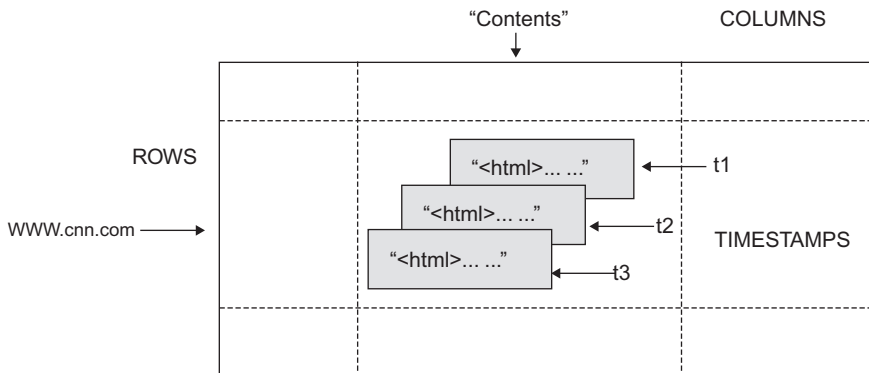 “Contents” COLUMNS
ROWS
“<html>... ...” t1
“<html>... ...” t2
WWW.cnn.com TIMESTAMPS
“<html>... ...” t3